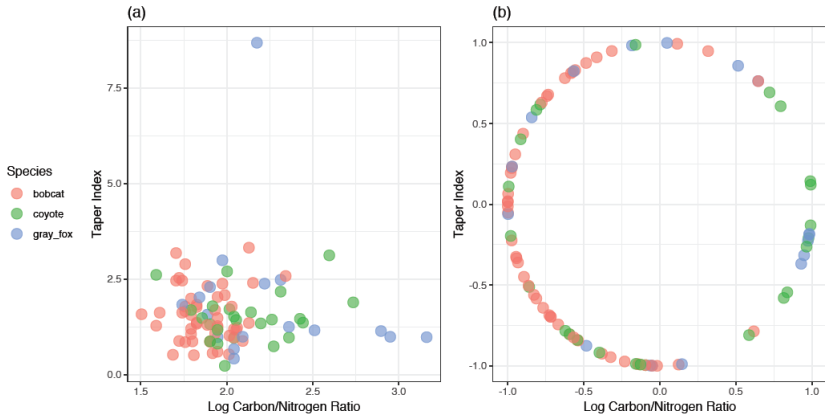 (a)
(b)
Species
bobcat
coyote
gray_fox
Taper Index
7.5
5.0
2.5
0.0
1.5
2.0
2.5
3.0
Log Carbon/Nitrogen Ratio
Taper Index
1.0
0.5
0.0
-0.5
-1.0
-1.0
-0.5
0.0
0.5
1.0
Log Carbon/Nitrogen Ratio